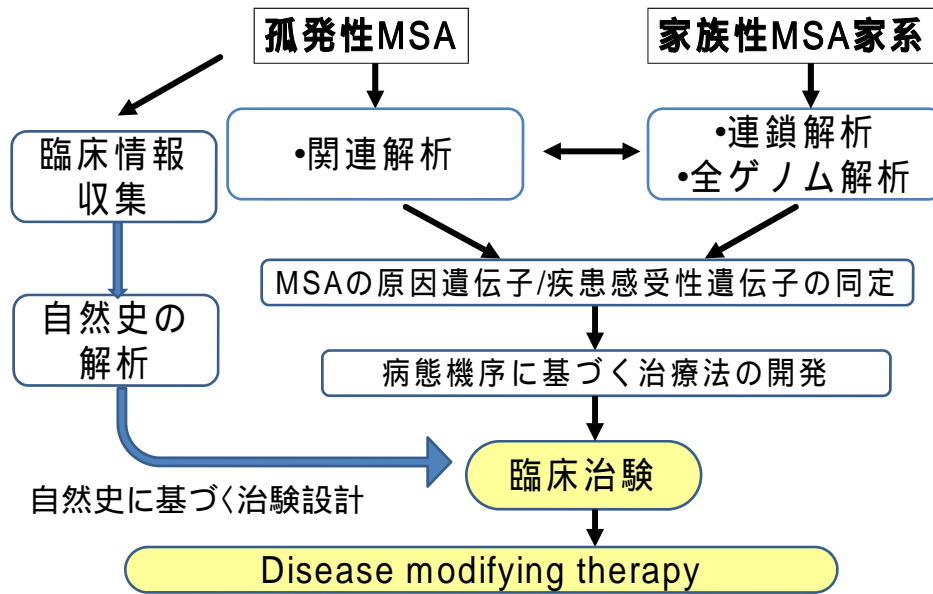 孤発性MSA
家族性MSA家系
臨床情報
収集
•関連解析
•連鎖解析
•全ゲノム解析
MSAの原因遺伝子/疾患感受性遺伝子の同定
自然史の
解析
病態機序に基づく治療法の開発
臨床治験
自然史に基づく治験設計
Disease modifying therapy